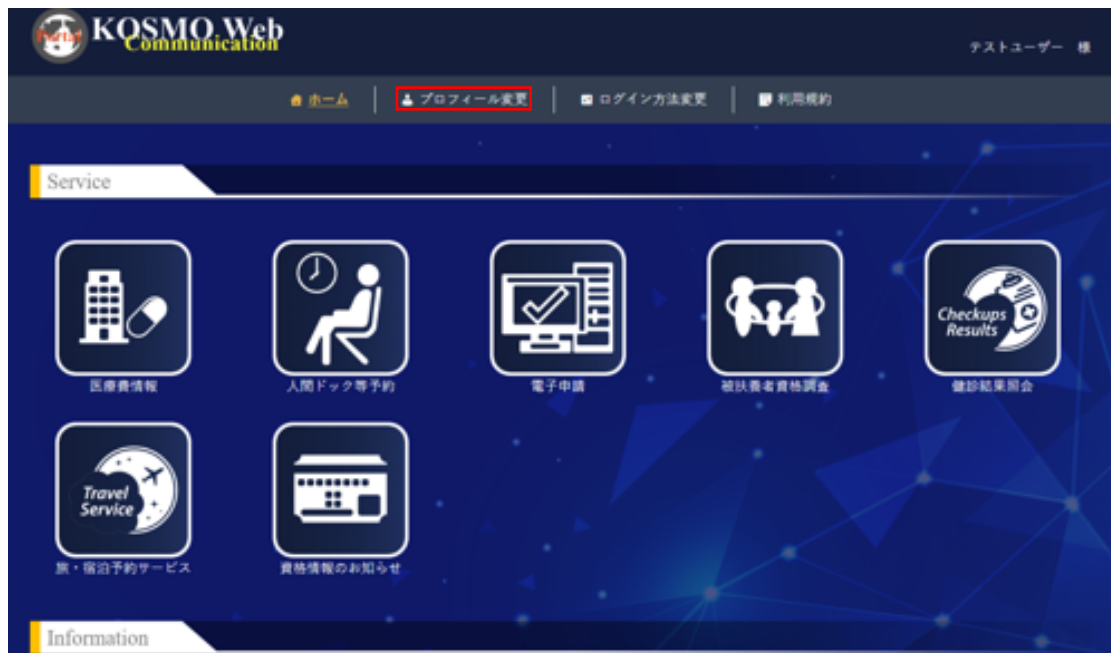 Portal
KOSMO Web
Communication
テストユーザー 様
ホーム
プロフィール変更
ログイン方法変更
利用規約
Service
医療費情報
人間ドック等予約
電子申請
被扶養者資格調査
Checkups
Results
健診結果照会
Travel
Service
旅・宿泊予約サービス
資格情報のお知らせ
Information